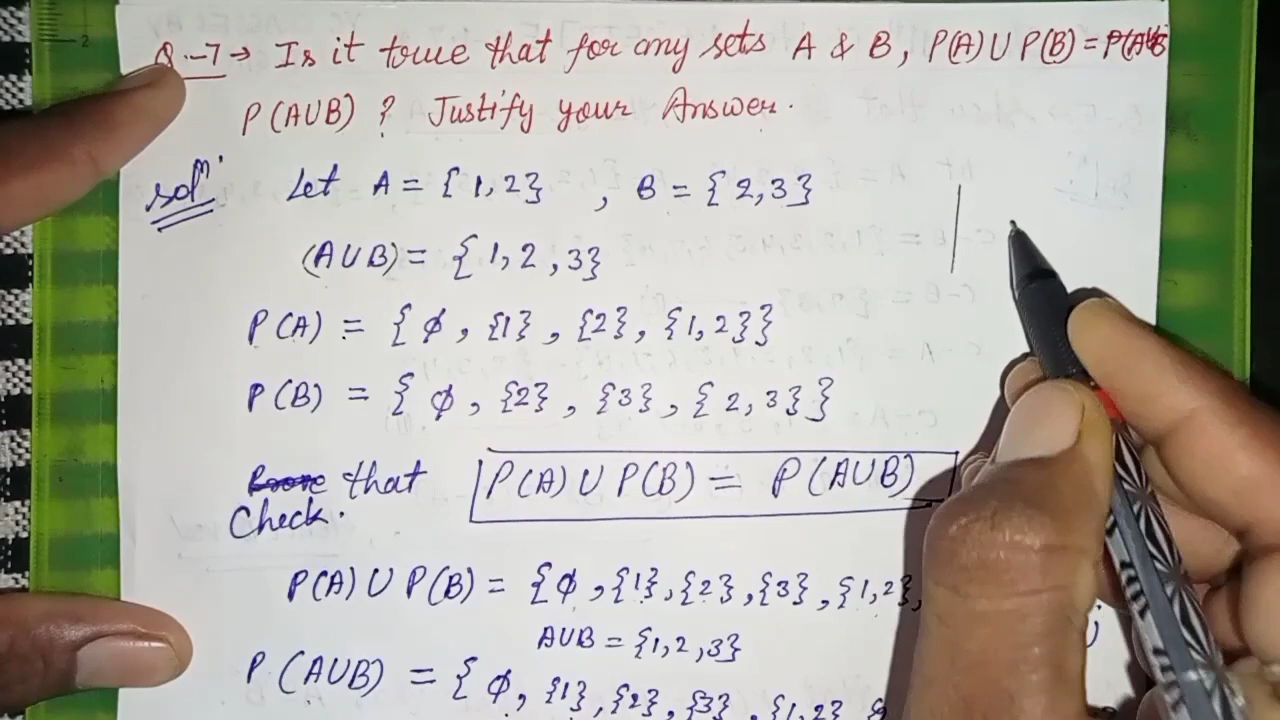 Q.-7→ Is it true that for any sets A & B, P(A) ∪ P(B) = P(A∪B
P(A∪B) ? Justify your Answer.
solⁿ. Let A = {1,2} , B = {2,3}
(A∪B) = {1,2,3}
P(A) = {ϕ, {1}, {2}, {1,2}}
P(B) = {ϕ, {2}, {3}, {2,3}}
Prove that P(A) ∪ P(B) = P(A∪B)
Check.
P(A) ∪ P(B) = {ϕ, {1}, {2}, {3}, {1,2},
A∪B = {1,2,3}
P(A∪B) = {ϕ, {1}, {2}, {3}, {1,2}